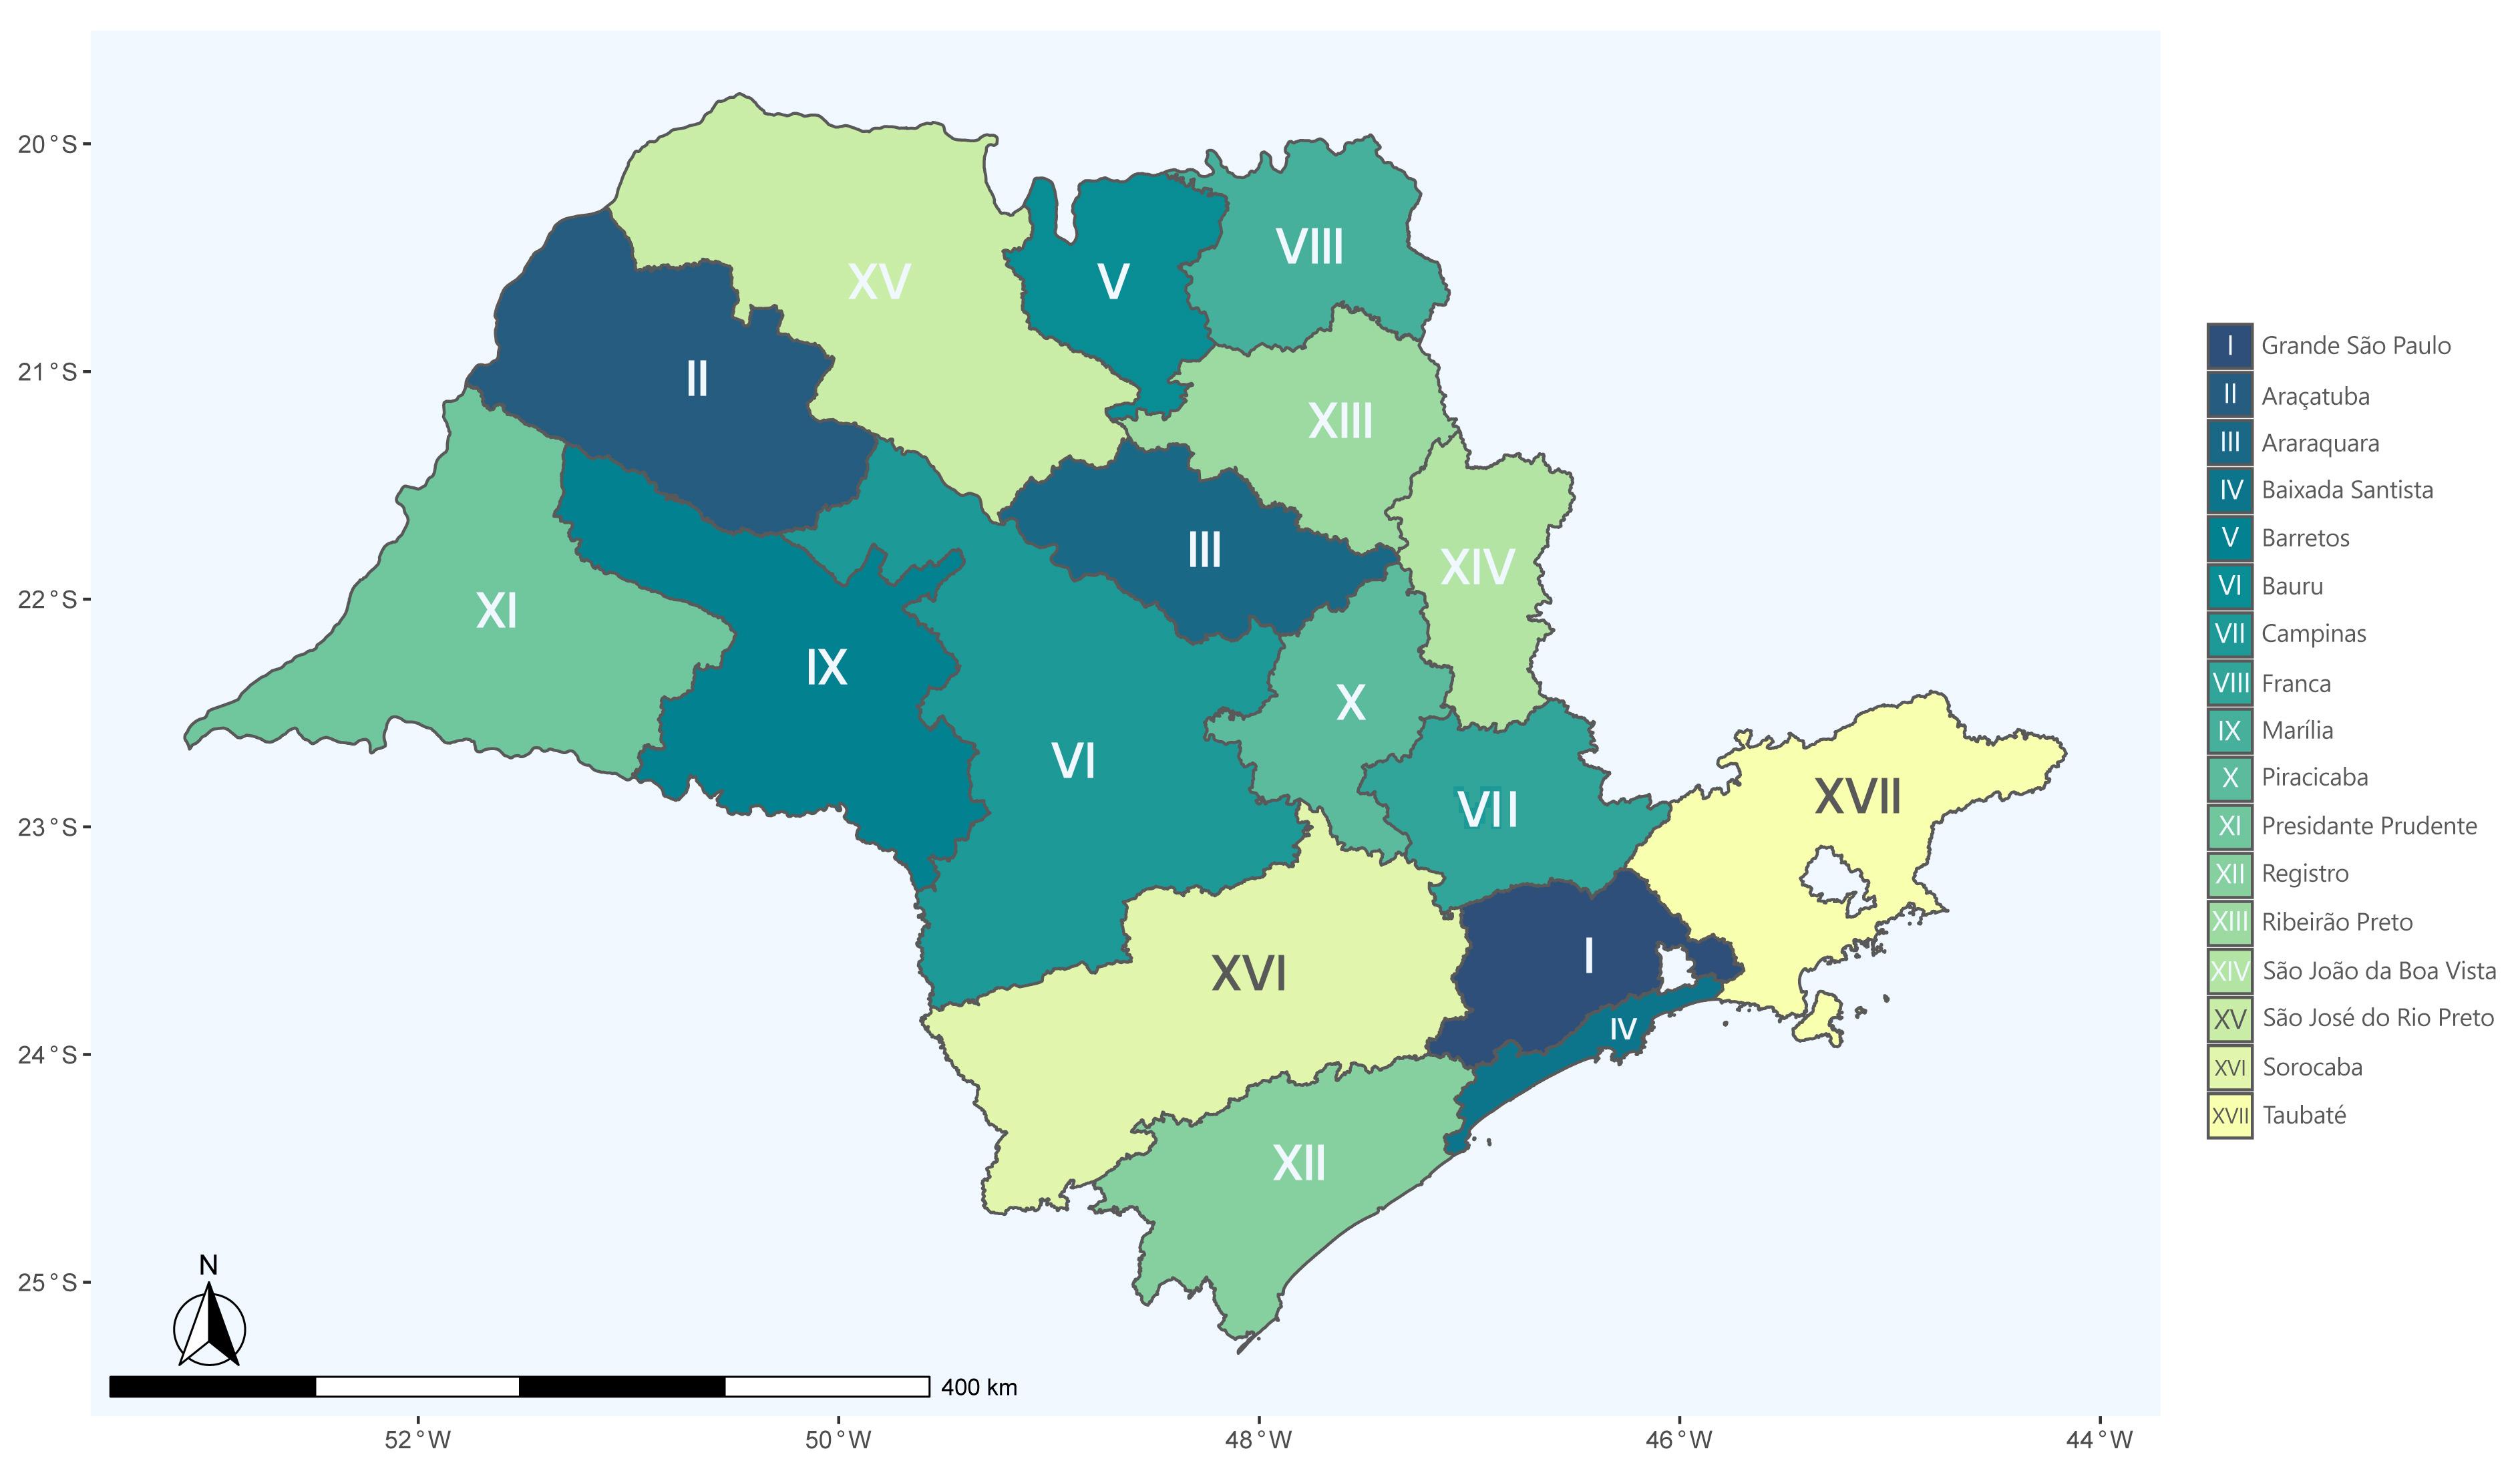 20°S
21°S
22°S
23°S
24°S
25°S
52°W
50°W
48°W
46°W
44°W
XV
V
VIII
II
XIII
III
XIV
XI
IX
X
VI
VII
XVII
I
XVI
IV
XII
N
400 km
I Grande São Paulo
II Araçatuba
III Araraquara
IV Baixada Santista
V Barretos
VI Bauru
VII Campinas
VIII Franca
IX Marília
X Piracicaba
XI Presidante Prudente
XII Registro
XIII Ribeirão Preto
XIV São João da Boa Vista
XV São José do Rio Preto
XVI Sorocaba
XVII Taubaté